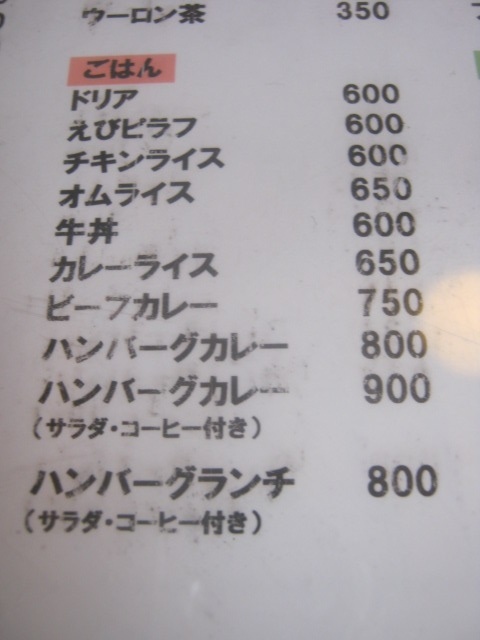 ウーロン茶 350
ごはん
ドリア 600
えびピラフ 600
チキンライス 600
オムライス 650
牛丼 600
カレーライス 650
ビーフカレー 750
ハンバーグカレー 800
ハンバーグカレー 900
(サラダ・コーヒー付き)
ハンバーグランチ 800
(サラダ・コーヒー付き)